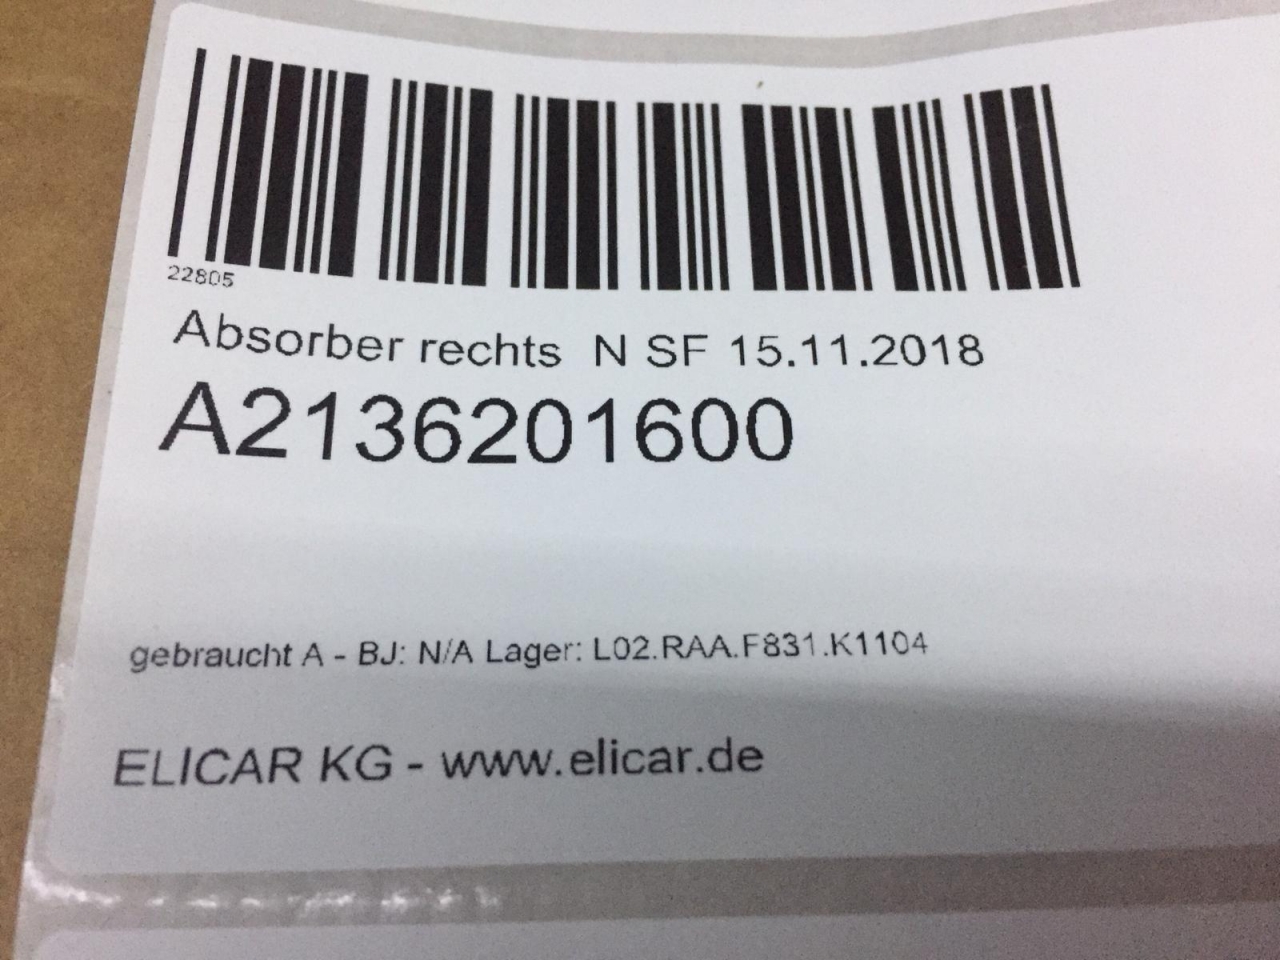 22805
Absorber rechts N SF 15.11.2018
A2136201600
gebraucht A - BJ: N/A Lager: L02.RAA.F831.K1104
ELICAR KG - www.elicar.de